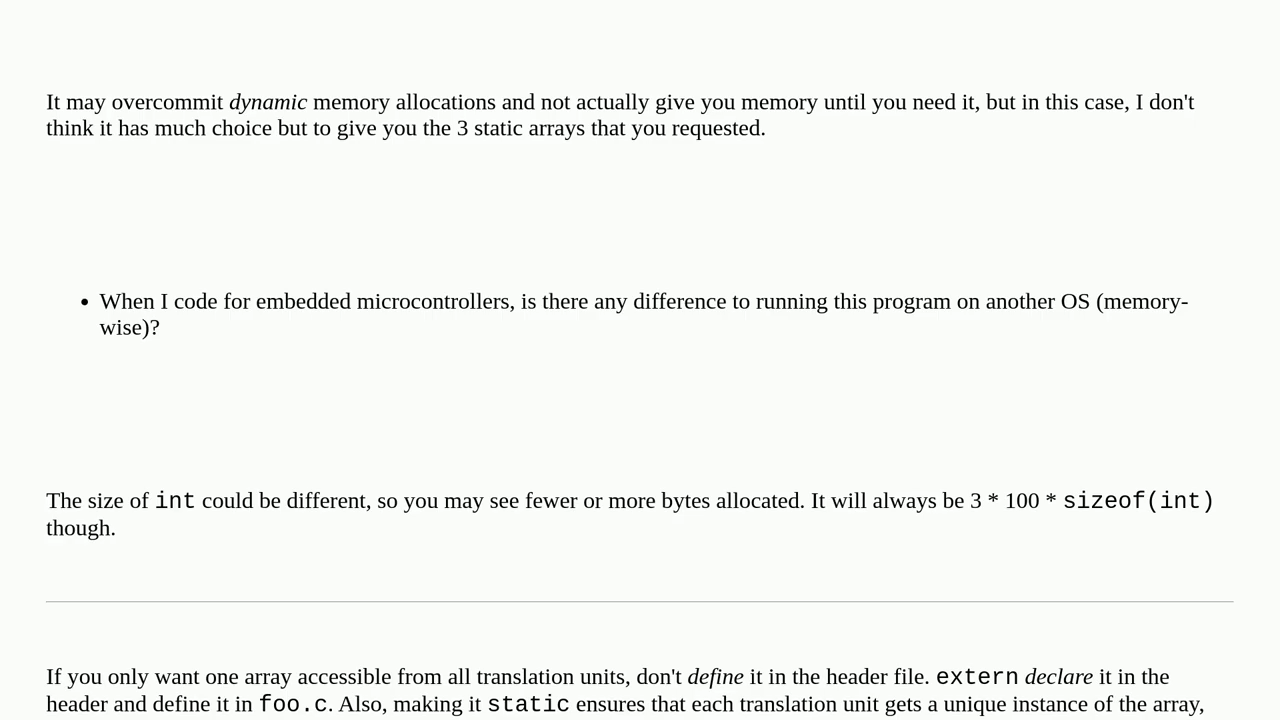 It may overcommit dynamic memory allocations and not actually give you memory until you need it, but in this case, I don't
think it has much choice but to give you the 3 static arrays that you requested.
• When I code for embedded microcontrollers, is there any difference to running this program on another OS (memory-
wise)?
The size of int could be different, so you may see fewer or more bytes allocated. It will always be 3 * 100 * sizeof(int)
though.
If you only want one array accessible from all translation units, don't define it in the header file. extern declare it in the
header and define it in foo.c. Also, making it static ensures that each translation unit gets a unique instance of the array,